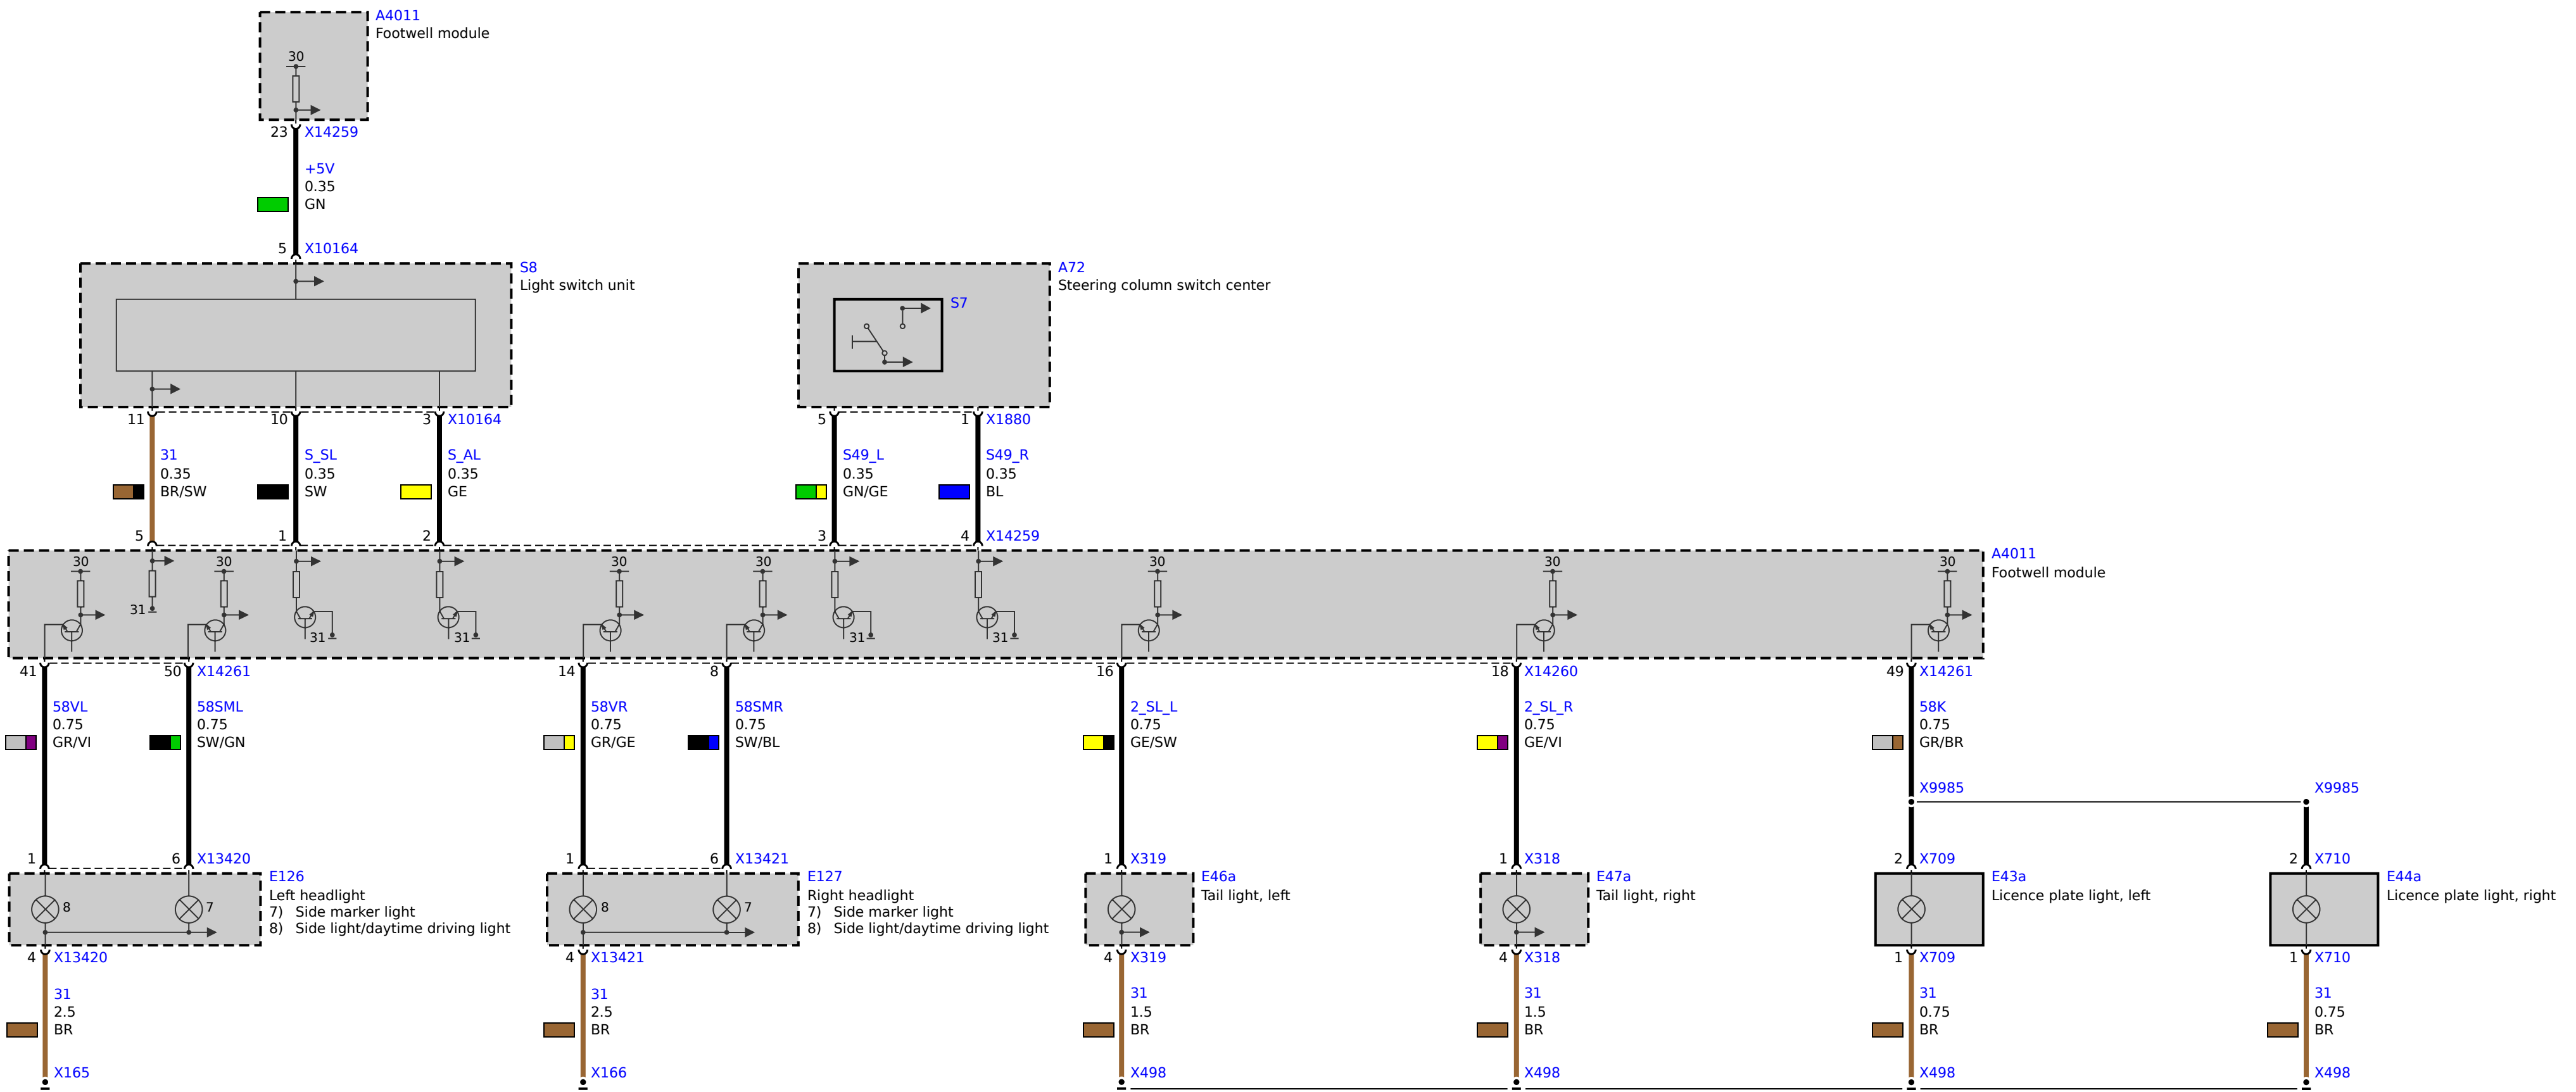 A4011
Footwell module
30
23 X14259
+5V
0.35
GN
5 X10164
S8
Light switch unit
A72
Steering column switch center
S7
11 10 3 X10164
5 1 X1880
31 S_SL S_AL S49_L S49_R
0.35 0.35 0.35 0.35 0.35
BR/SW SW GE GN/GE BL
5 1 2 3 4 X14259
A4011
Footwell module
30 30 30 30 30 30 30
31 31 31 31 31
41 50 X14261 14 8 16 18 X14260 49 X14261
58VL 58SML 58VR 58SMR 2_SL_L 2_SL_R 58K
0.75 0.75 0.75 0.75 0.75 0.75 0.75
GR/VI SW/GN GR/GE SW/BL GE/SW GE/VI GR/BR
X9985 X9985
1 6 X13420 1 6 X13421 1 X319 1 X318 2 X709 2 X710
E126
Left headlight
7) Side marker light
8) Side light/daytime driving light
8 7
E127
Right headlight
7) Side marker light
8) Side light/daytime driving light
8 7
E46a
Tail light, left
E47a
Tail light, right
E43a
Licence plate light, left
E44a
Licence plate light, right
4 X13420 4 X13421 4 X319 4 X318 1 X709 1 X710
31 31 31 31 31 31
2.5 2.5 1.5 1.5 0.75 0.75
BR BR BR BR BR BR
X165 X166 X498 X498 X498 X498